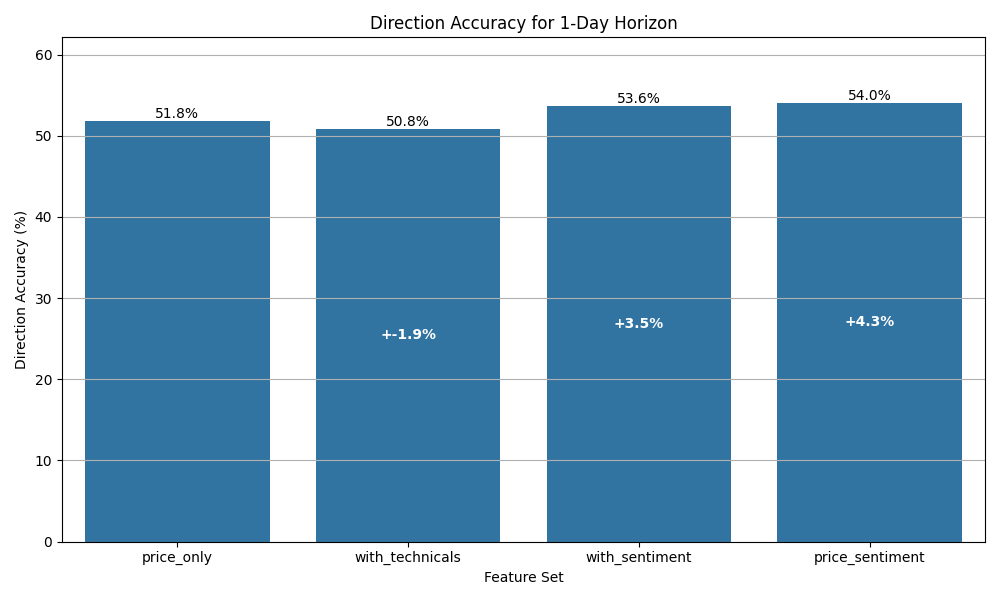 Direction Accuracy for 1-Day Horizon
Direction Accuracy (%)
60
50
40
30
20
10
0
51.8%
50.8%
53.6%
54.0%
+-1.9%
+3.5%
+4.3%
price_only
with_technicals
with_sentiment
price_sentiment
Feature Set